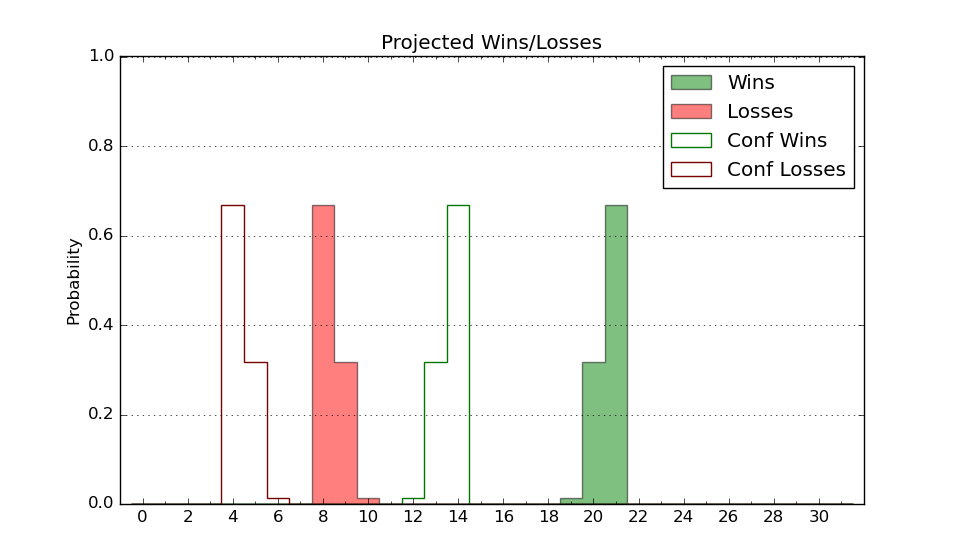 Projected Wins/Losses
1.0
0.8
0.6
0.4
0.2
0.0
Probability
Wins
Losses
Conf Wins
Conf Losses
0 2 4 6 8 10 12 14 16 18 20 22 24 26 28 30